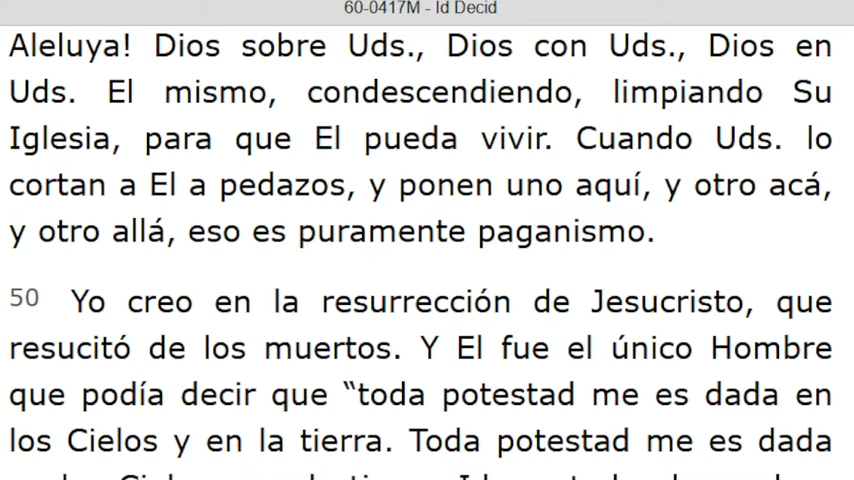 60-0417M - Id Decid
Aleluya! Dios sobre Uds., Dios con Uds., Dios en
Uds. El mismo, condescendiendo, limpiando Su
Iglesia, para que El pueda vivir. Cuando Uds. lo
cortan a El a pedazos, y ponen uno aquí, y otro acá,
y otro allá, eso es puramente paganismo.
50 Yo creo en la resurrección de Jesucristo, que
resucitó de los muertos. Y El fue el único Hombre
que podía decir que “toda potestad me es dada en
los Cielos y en la tierra. Toda potestad me es dada